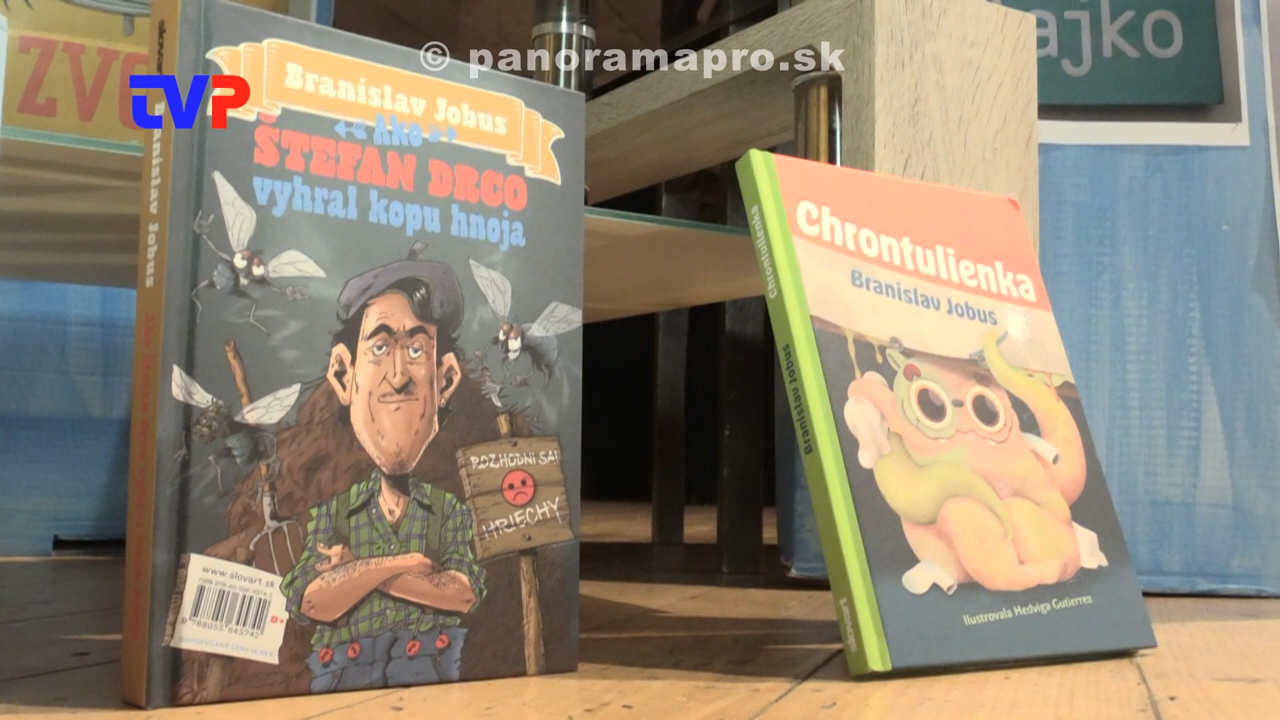 © panoramapro.sk
TVP
ZVO
ajko
Branislav Jobus
Ako
ŠTEFAN DRCO
vyhral kopu hnoja
ROZHODNI SA!
HRIECHY
www.slovart.sk
Branislav Jobus
Chrontulienka
Branislav Jobus
Ilustrovala Hedviga Gutierrez
Chrontulienka
Branislav Jobus
slovart